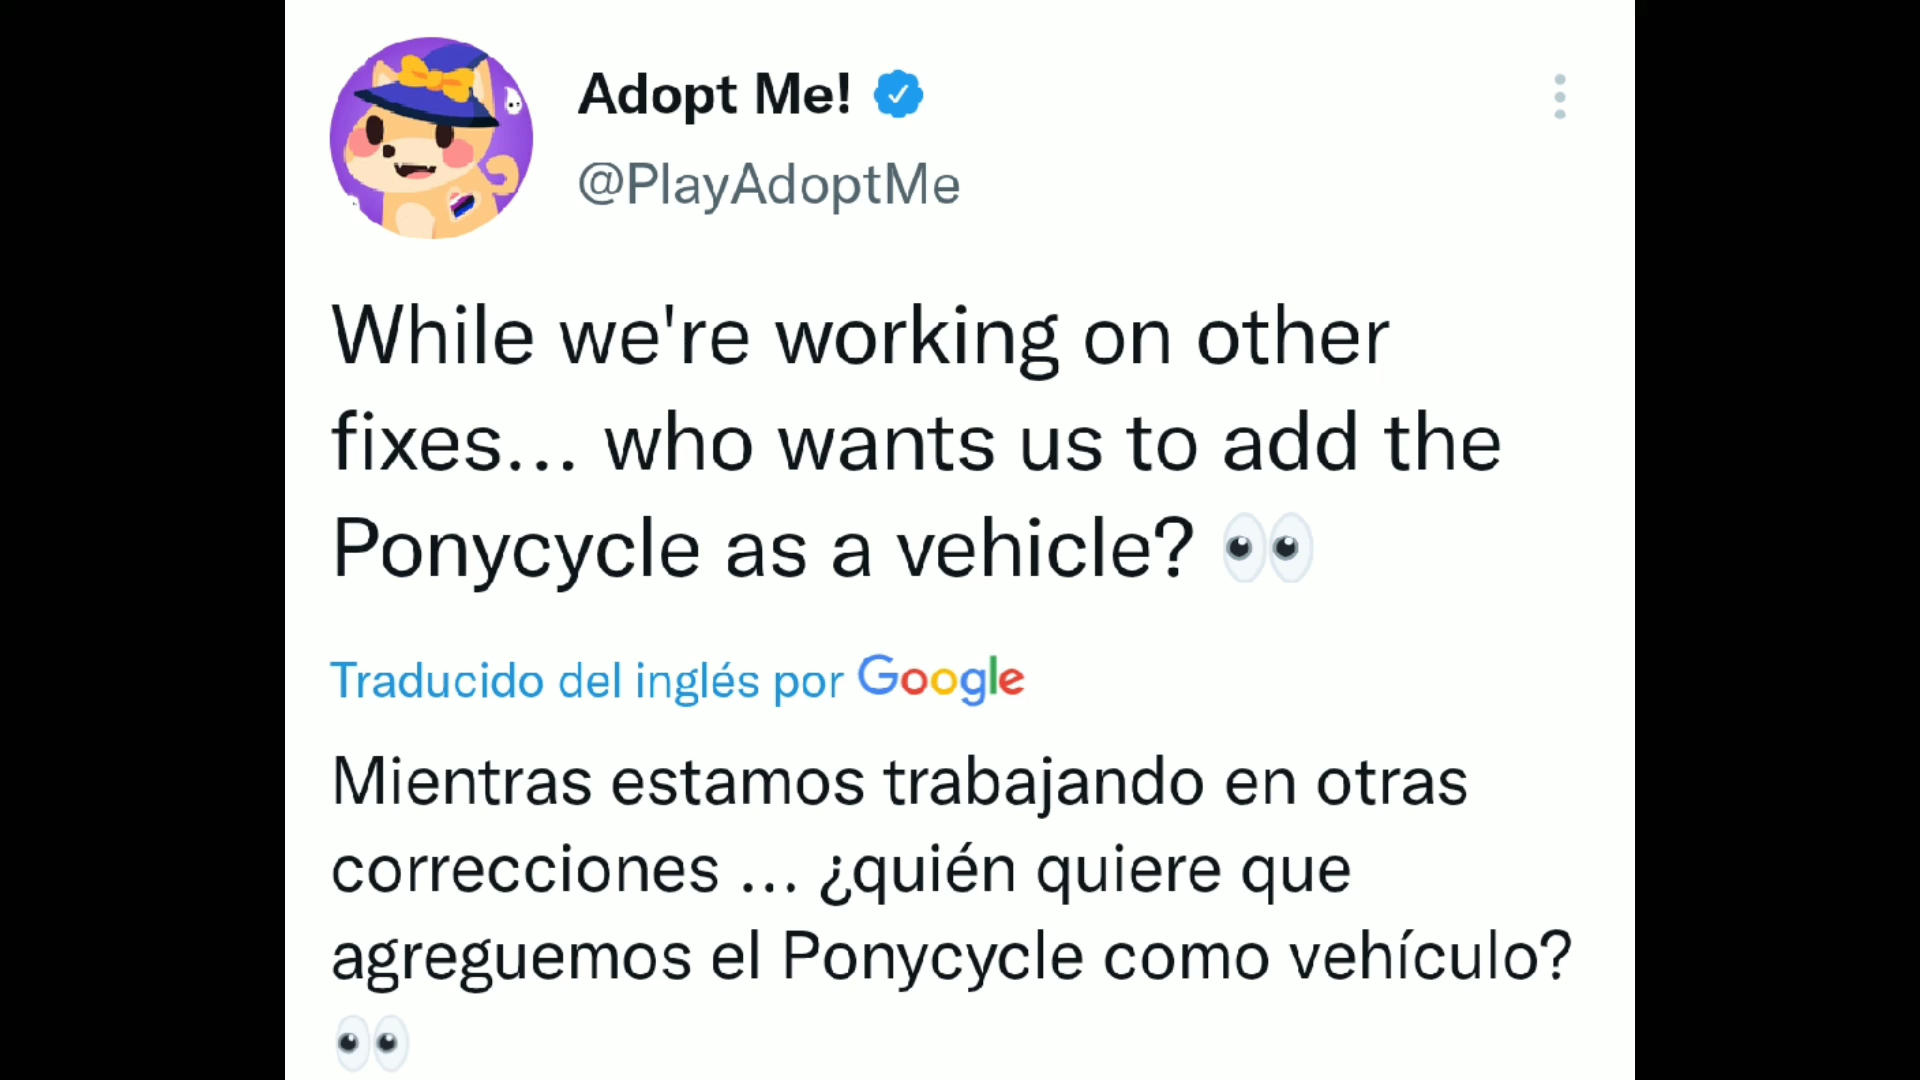 Adopt Me!
@PlayAdoptMe
While we're working on other
fixes... who wants us to add the
Ponycycle as a vehicle? 👀
Traducido del inglés por Google
Mientras estamos trabajando en otras
correcciones ... ¿quién quiere que
agreguemos el Ponycycle como vehículo?
👀